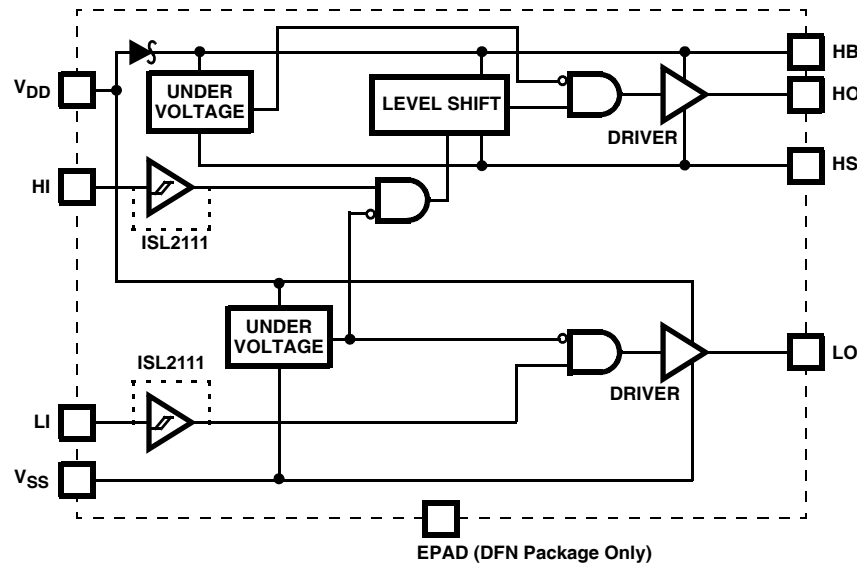 HB
V_DD
UNDER
VOLTAGE
LEVEL SHIFT
HO
DRIVER
HS
HI
ISL2111
UNDER
VOLTAGE
ISL2111
LO
DRIVER
LI
V_SS
EPAD (DFN Package Only)